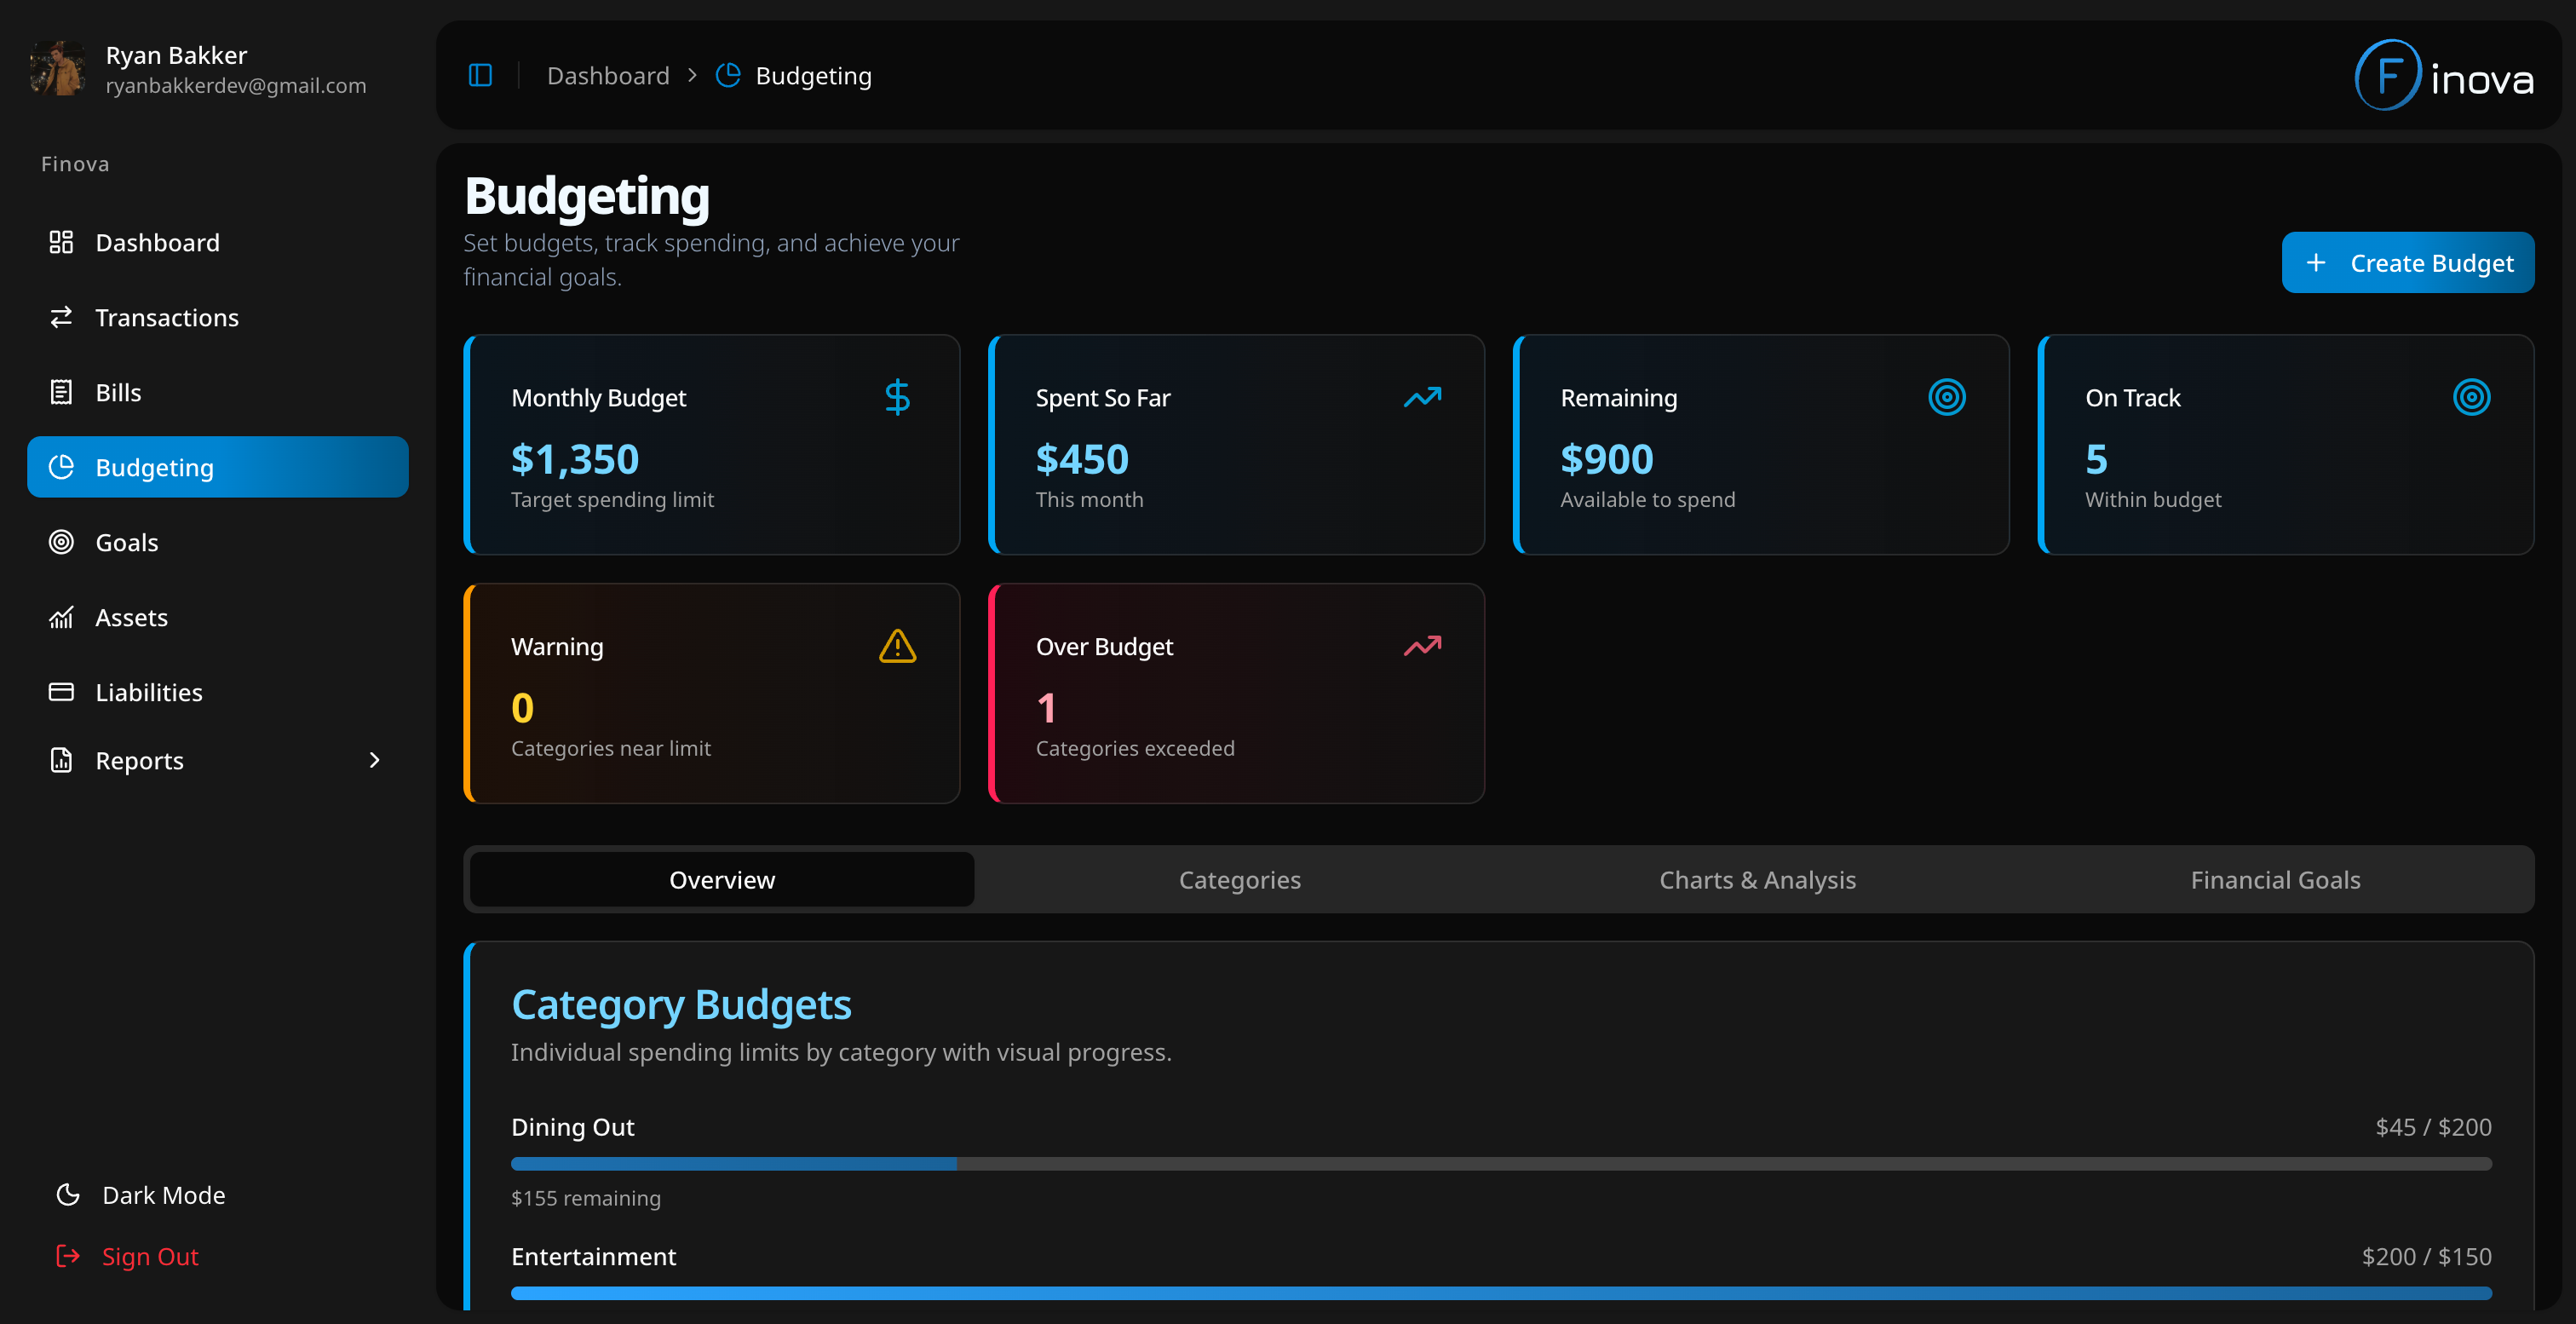 Ryan Bakker
ryanbakkerdev@gmail.com
Finova
Dashboard
Transactions
Bills
Budgeting
Goals
Assets
Liabilities
Reports
Dark Mode
Sign Out
Dashboard > Budgeting
Finova
Budgeting
Set budgets, track spending, and achieve your
financial goals.
+ Create Budget
Monthly Budget
$1,350
Target spending limit
Spent So Far
$450
This month
Remaining
$900
Available to spend
On Track
5
Within budget
Warning
0
Categories near limit
Over Budget
1
Categories exceeded
Overview
Categories
Charts & Analysis
Financial Goals
Category Budgets
Individual spending limits by category with visual progress.
Dining Out
$45 / $200
$155 remaining
Entertainment
$200 / $150